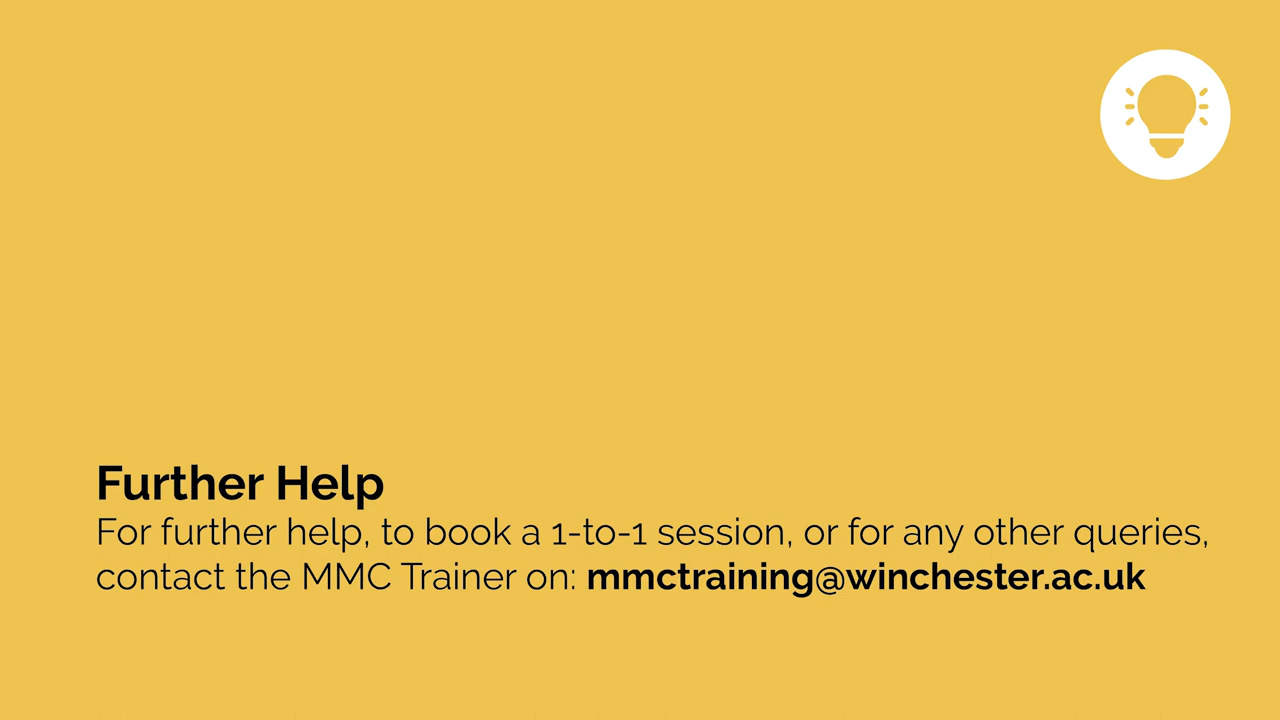 Further Help
For further help, to book a 1-to-1 session, or for any other queries,
contact the MMC Trainer on: mmctraining@winchester.ac.uk